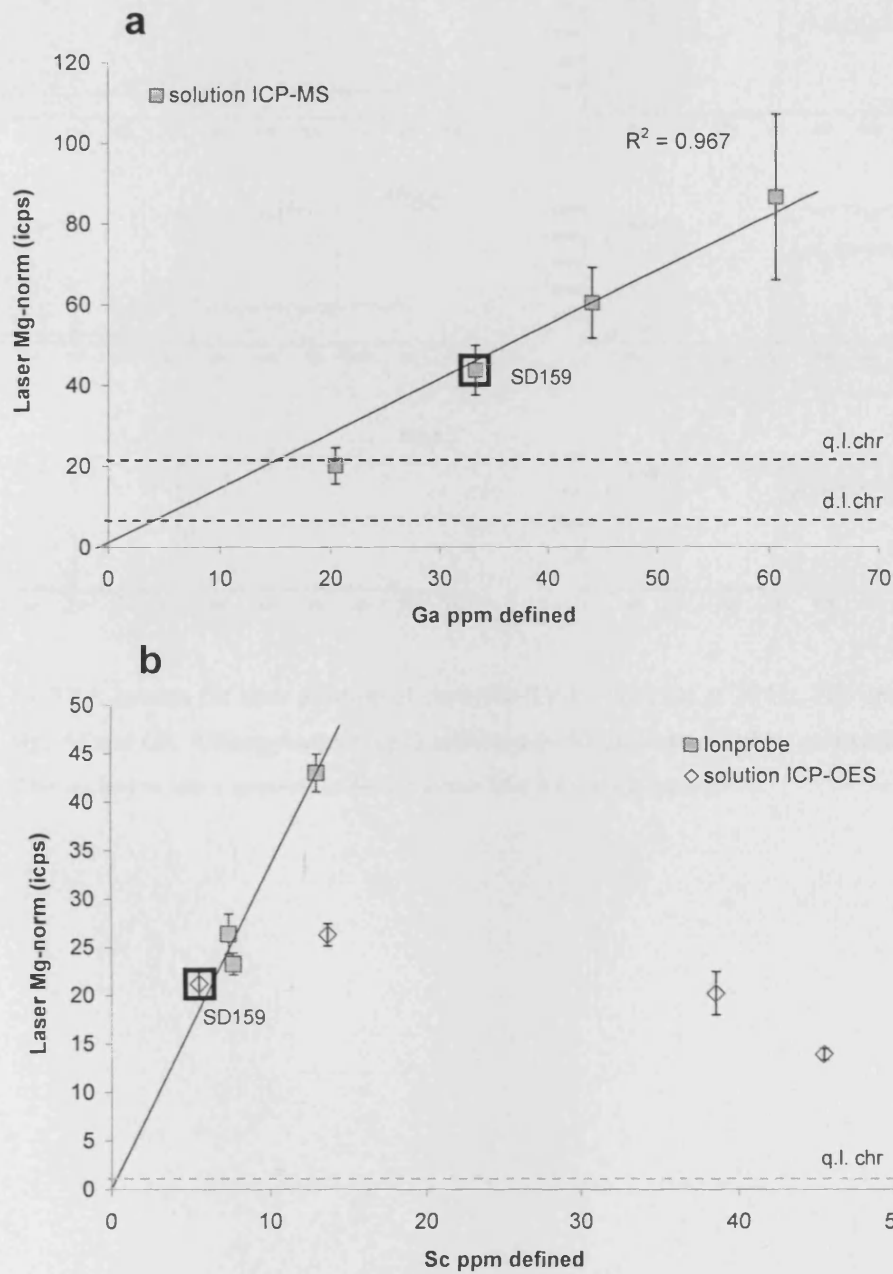 a
120
100
80
60
40
20
0
Laser Mg-norm (icps)
solution ICP-MS
R² = 0.967
SD159
q.l.chr
d.l.chr
0 10 20 30 40 50 60 70
Ga ppm defined
b
50
45
40
35
30
25
20
15
10
5
0
Laser Mg-norm (icps)
Ionprobe
solution ICP-OES
SD159
q.l. chr
0 10 20 30 40 5
Sc ppm defined